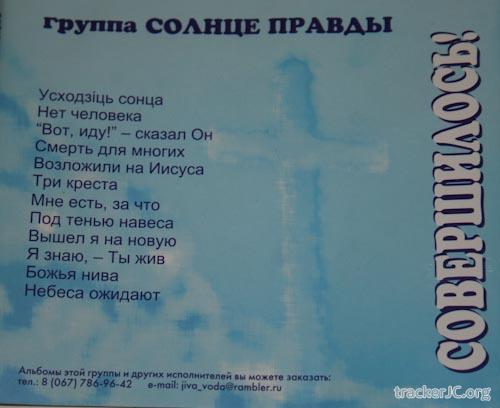 группа СОЛНЦЕ ПРАВДЫ
Усходзіць сонца
Нет человека
“Вот, иду!” – сказал Он
Смерть для многих
Возложили на Иисуса
Три креста
Мне есть, за что
Под тенью навеса
Вышел я на новую
Я знаю, – Ты жив
Божья нива
Небеса ожидают
СОВЕРШИЛОСЬ!
Альбомы этой группы и других исполнителей вы можете заказать:
тел.: 8 (067) 786-96-42 e-mail: jiva_voda@rambler.ru
trackerJC.org